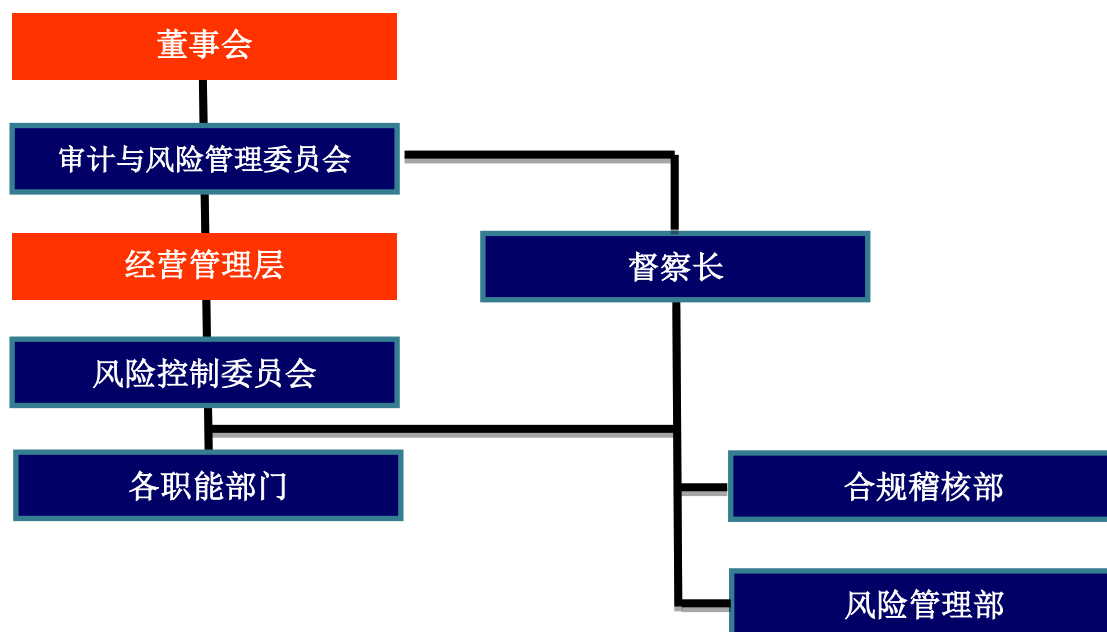 董事会
审计与风险管理委员会
经营管理层
督察长
风险控制委员会
各职能部门
合规稽核部
风险管理部